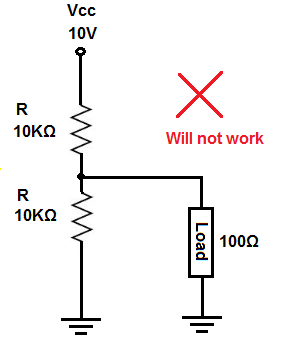 Vcc
10V
R
10KΩ
Will not work
R
10KΩ
Load
100Ω